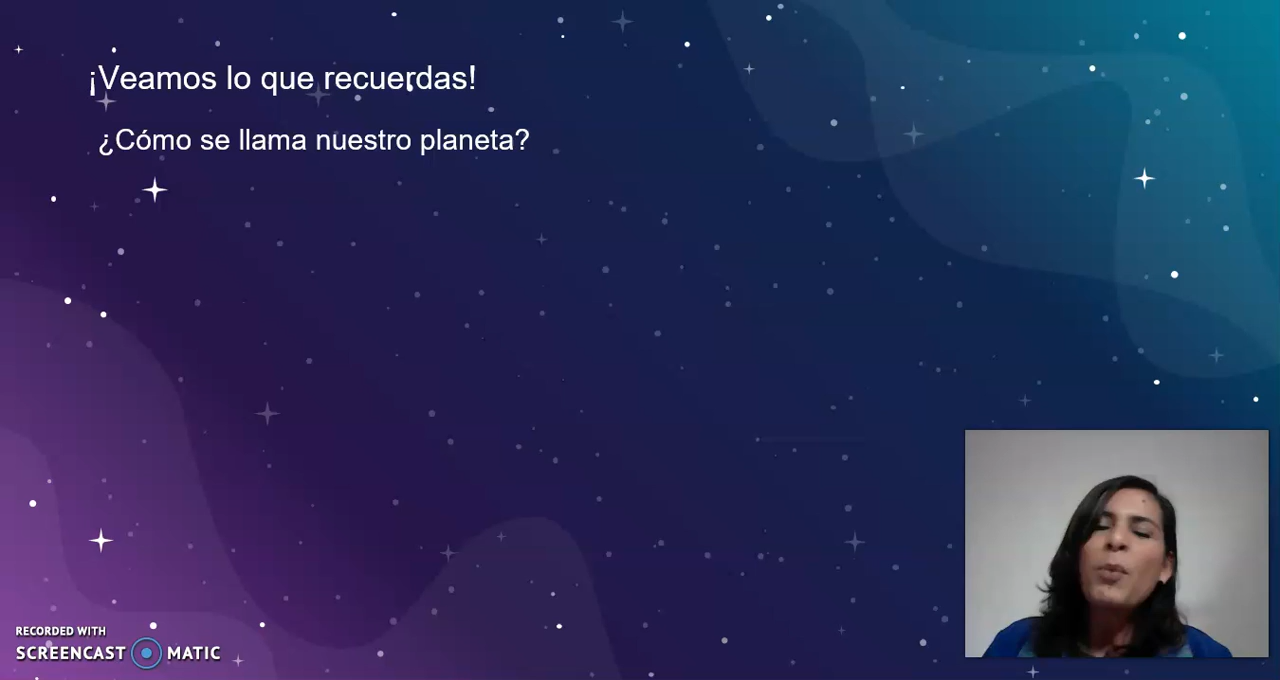 ¡Veamos lo que recuerdas!
¿Cómo se llama nuestro planeta?
RECORDED WITH
SCREENCAST MATIC